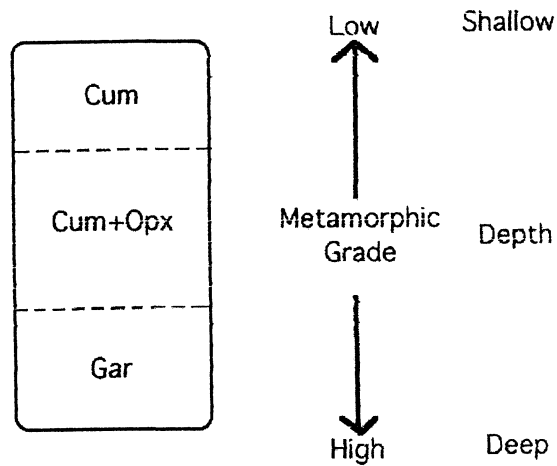 Low
Shallow
Cum
Cum+Opx
Metamorphic
Grade
Depth
Gar
High
Deep